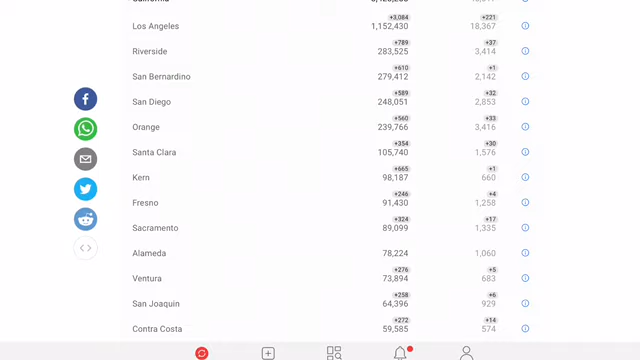 +3,084 +221
Los Angeles 1,152,430 18,367
+789 +37
Riverside 283,525 3,414
+610 +1
San Bernardino 279,412 2,142
+589 +32
San Diego 248,051 2,853
+560 +33
Orange 239,766 3,416
+354 +30
Santa Clara 105,740 1,576
+665 +1
Kern 98,187 660
+246 +4
Fresno 91,430 1,258
+324 +17
Sacramento 89,099 1,335
Alameda 78,224 1,060
+276 +5
Ventura 73,894 683
+258 +6
San Joaquin 64,396 929
+272 +14
Contra Costa 59,585 574